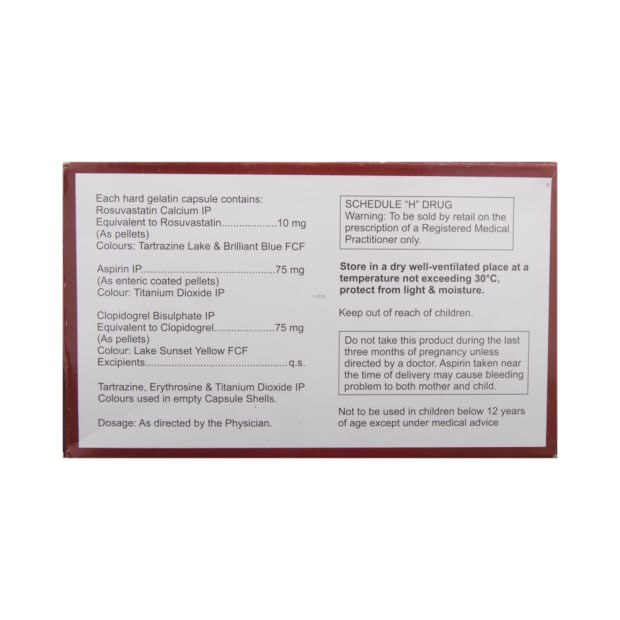 Each hard gelatin capsule contains:
Rosuvastatin Calcium IP
Equivalent to Rosuvastatin...................10 mg
(As pellets)
Colours: Tartrazine Lake & Brilliant Blue FCF
Aspirin IP..............................................75 mg
(As enteric coated pellets)
Colour: Titanium Dioxide IP
Clopidogrel Bisulphate IP
Equivalent to Clopidogrel.....................75 mg
(As pellets)
Colour: Lake Sunset Yellow FCF
Excipients.................................................q.s.
Tartrazine, Erythrosine & Titanium Dioxide IP
Colours used in empty Capsule Shells.
Dosage: As directed by the Physician.
SCHEDULE "H" DRUG
Warning: To be sold by retail on the
prescription of a Registered Medical
Practitioner only.
Store in a dry well-ventilated place at a
temperature not exceeding 30°C,
protect from light & moisture.
Keep out of reach of children.
Do not take this product during the last
three months of pregnancy unless
directed by a doctor. Aspirin taken near
the time of delivery may cause bleeding
problem to both mother and child.
Not to be used in children below 12 years
of age except under medical advice